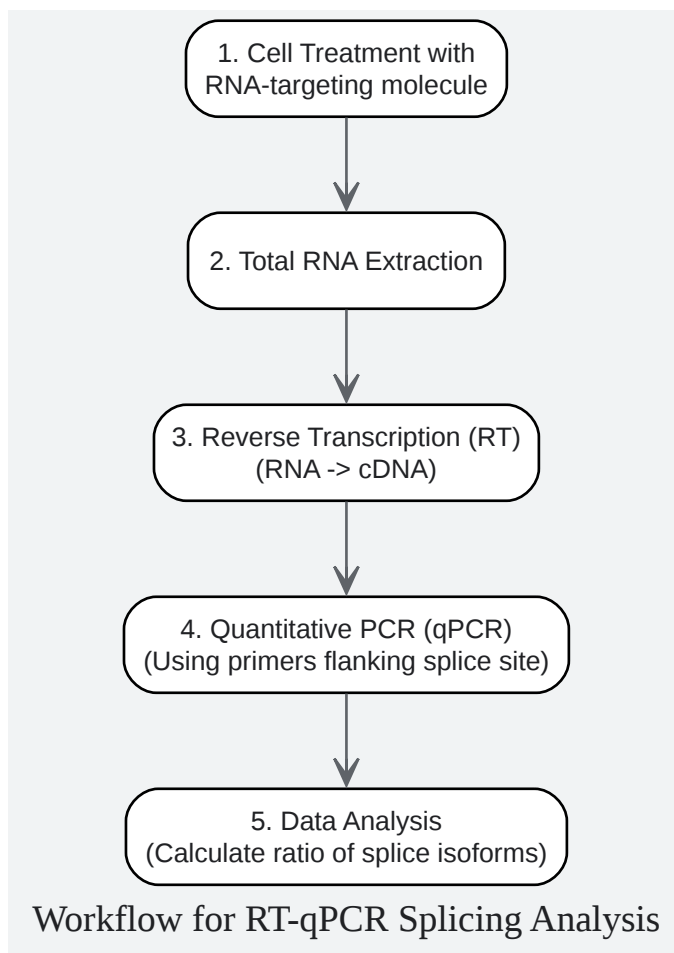 1. Cell Treatment with
RNA-targeting molecule
2. Total RNA Extraction
3. Reverse Transcription (RT)
(RNA -> cDNA)
4. Quantitative PCR (qPCR)
(Using primers flanking splice site)
5. Data Analysis
(Calculate ratio of splice isoforms)
Workflow for RT-qPCR Splicing Analysis